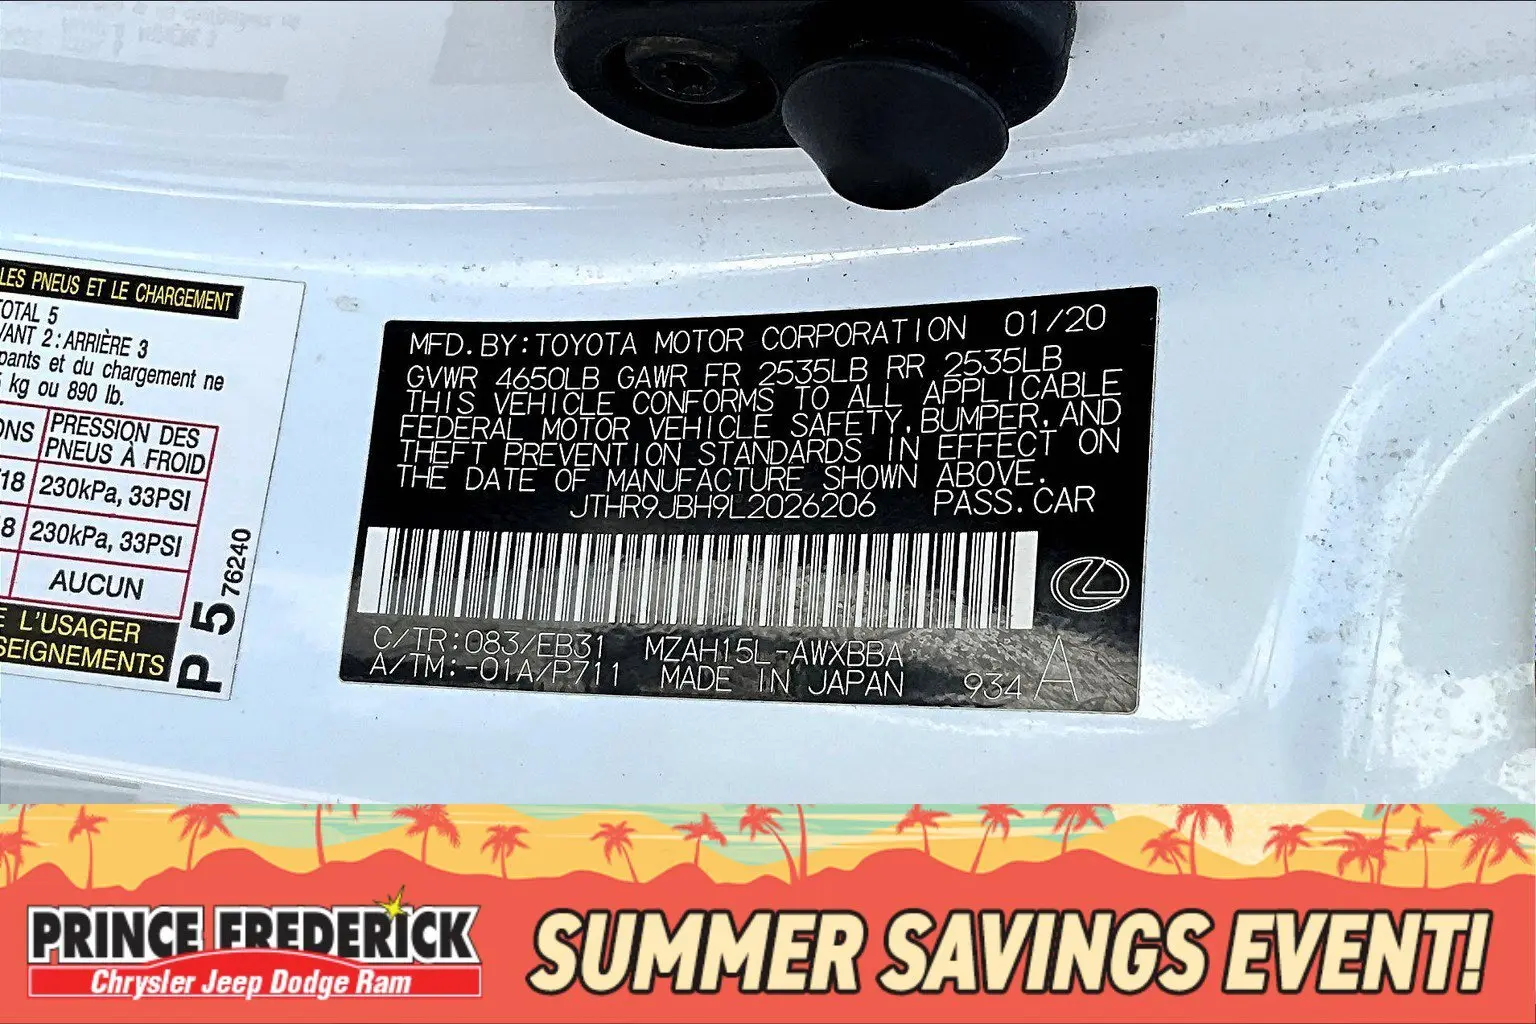 LES PNEUS ET LE CHARGEMENT
TOTAL 5
VANT 2 : ARRIÈRE 3
pants et du chargement ne
kg ou 890 lb.
PRESSION DES
PNEUS À FROID
18 230kPa, 33PSI
8 230kPa, 33PSI
AUCUN
L'USAGER
SEIGNEMENTS
P 5 76240
MFD. BY: TOYOTA MOTOR CORPORATION 01/20
GVWR 4650LB GAWR FR 2535LB RR 2535LB
THIS VEHICLE CONFORMS TO ALL APPLICABLE
FEDERAL MOTOR VEHICLE SAFETY, BUMPER, AND
THEFT PREVENTION STANDARDS IN EFFECT ON
THE DATE OF MANUFACTURE SHOWN ABOVE.
JTHR9JBH9L2026206 PASS. CAR
C/TR: 083/EB31 MZAH15L-AWXBBA
A/TM: -01A/P711 MADE IN JAPAN 934 A
PRINCE FREDERICK
Chrysler Jeep Dodge Ram
SUMMER SAVINGS EVENT!